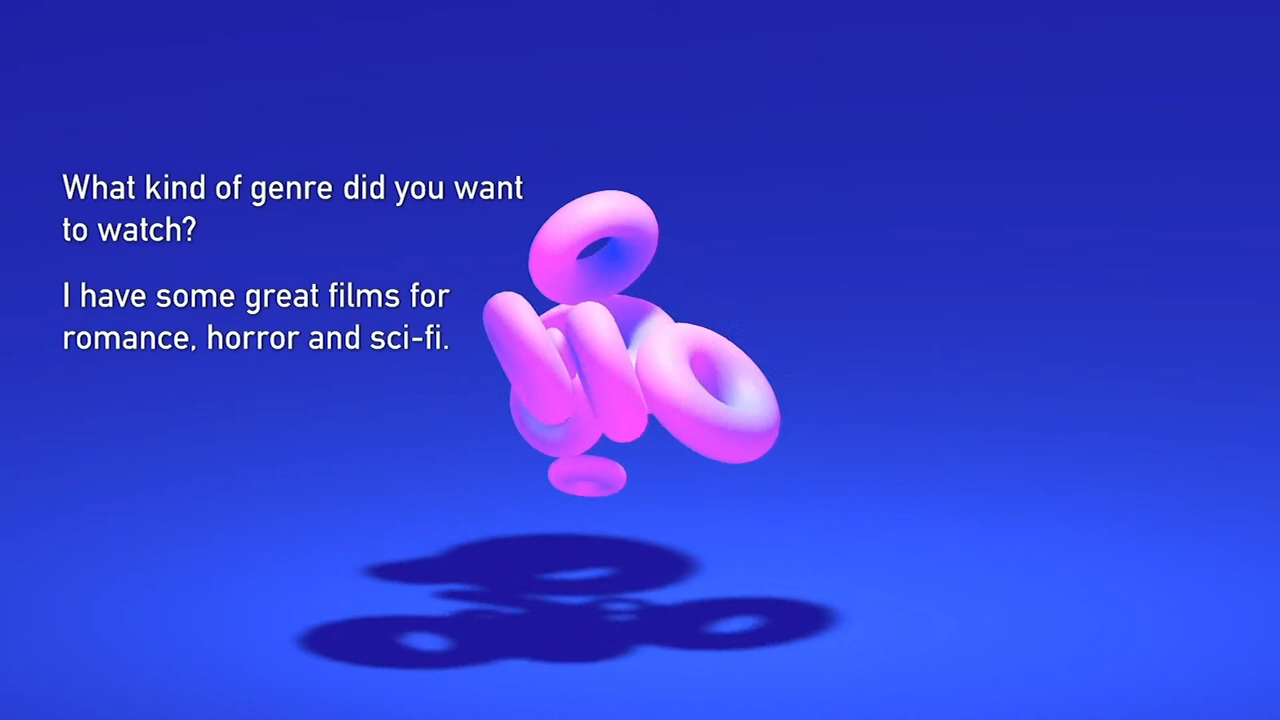 What kind of genre did you want
to watch?
I have some great films for
romance, horror and sci-fi.